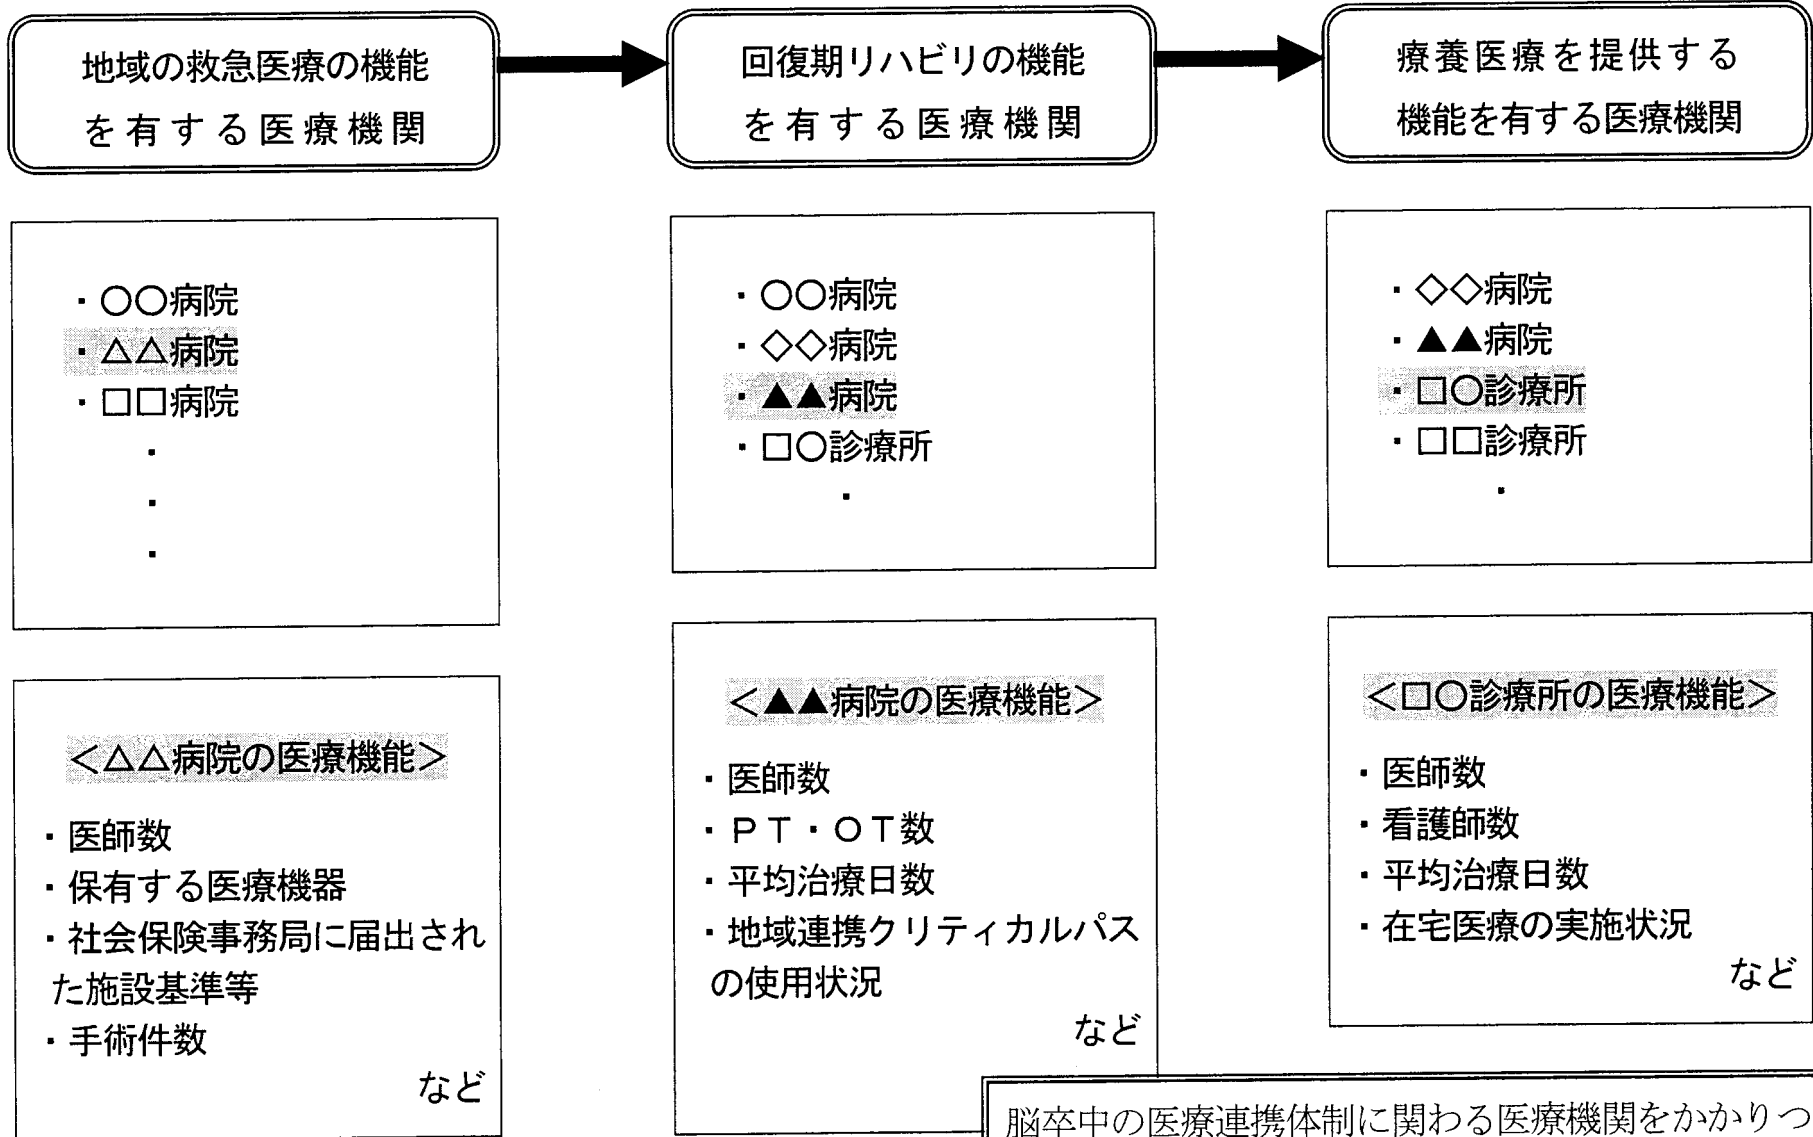 地域の救急医療の機能
を有する医療機関
回復期リハビリの機能
を有する医療機関
療養医療を提供する
機能を有する医療機関
・○○病院
・△△病院
・□□病院
・
・
・
・○○病院
・◇◇病院
・▲▲病院
・□○診療所
・
・◇◇病院
・▲▲病院
・□○診療所
・□□診療所
・
＜△△病院の医療機能＞
・医師数
・保有する医療機器
・社会保険事務局に届出され
た施設基準等
・手術件数
など
＜▲▲病院の医療機能＞
・医師数
・ＰＴ・ＯＴ数
・平均治療日数
・地域連携クリティカルパス
の使用状況
など
＜□○診療所の医療機能＞
・医師数
・看護師数
・平均治療日数
・在宅医療の実施状況
など
脳卒中の医療連携体制に関わる医療機関をかかりつ